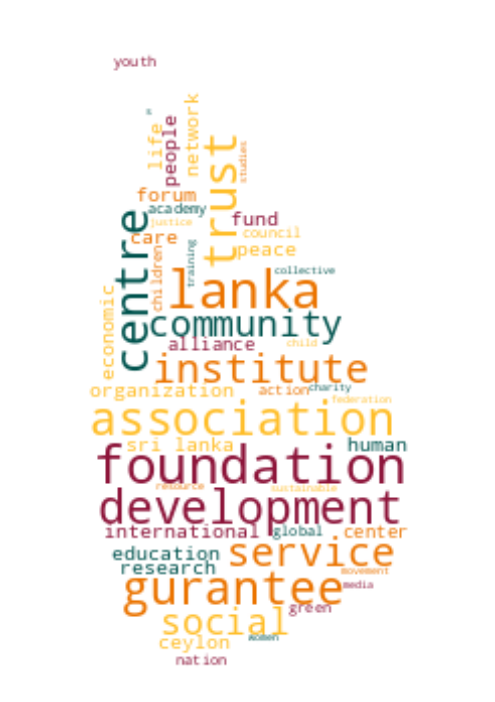 youth
life
people
network
trust
studies
forum
academy
centre
justice
fund
care
council
children
training
peace
collective
lanka
economic
community
alliance
child
institute
organization
action
charity
federation
association
sri lanka
human
foundation
resource
sustainable
development
international
global
center
education
service
research
movement
gurantee
media
green
social
women
ceylon
nation